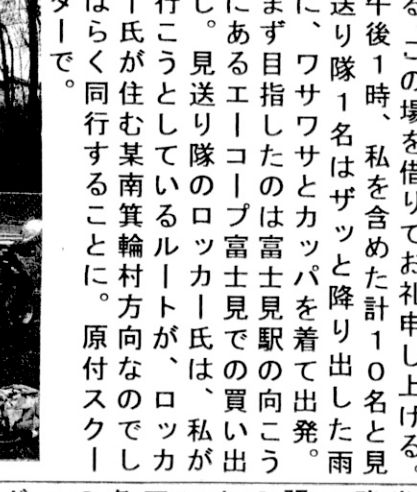 る。この場を借りてお礼申し上げる。
午後1時、私を含めた計10名と見
送り隊1名はザッと降り出した雨
に、ワサワサとカッパを着て出発。
まず目指したのは富士見駅の向こう
にあるエーコープ富士見での買い出
し。見送り隊のロッカー氏は、私が
行こうとしているルートが、ロッカ
ー氏が住む某南箕輪村方向なのでし
ばらく同行することに。原付スクー
ターで。